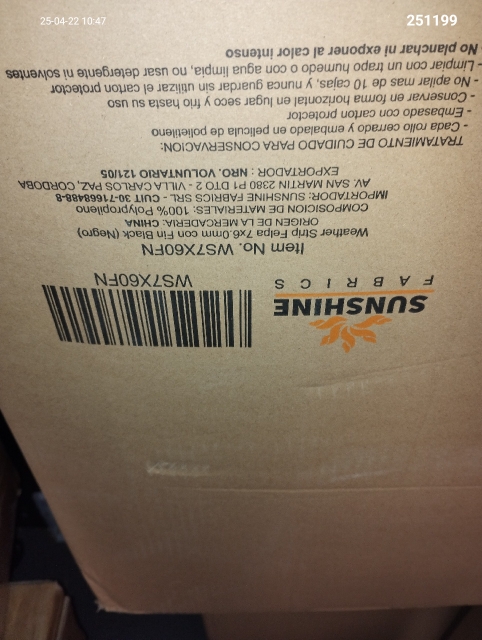 25-04-22 10:47
251199
SUNSHINE
FABRICS
WS7X60FN
Item No. WS7X60FN
Weather Strip Felpa 7x6.0mm con Fin Black (Negro)
ORIGEN DE LA MERCADERIA: CHINA
COMPOSICION DE MATERIALES: 100% Polypropileno
IMPORTADOR: SUNSHINE FABRICS SRL - CUIT 30-71668488-8
AV. SAN MARTIN 2380 P1 DTO 2 - VILLA CARLOS PAZ, CORDOBA
EXPORTADOR: NRO. VOLUNTARIO 121/05
TRATAMIENTO DE CUIDADO PARA CONSERVACION:
- Cada rollo cerrado y embalado en pelicula de polietileno
- Embasado con carton protector
- Conservar en forma horizontal en lugar seco y frio hasta su uso
- No apilar mas de 10 cajas, y nunca guardar sin utilizar el carton protector
- Limpiar con un trapo humedo o con agua limpia, no usar ni detergente ni solventes
- No planchar ni exponer al calor intenso